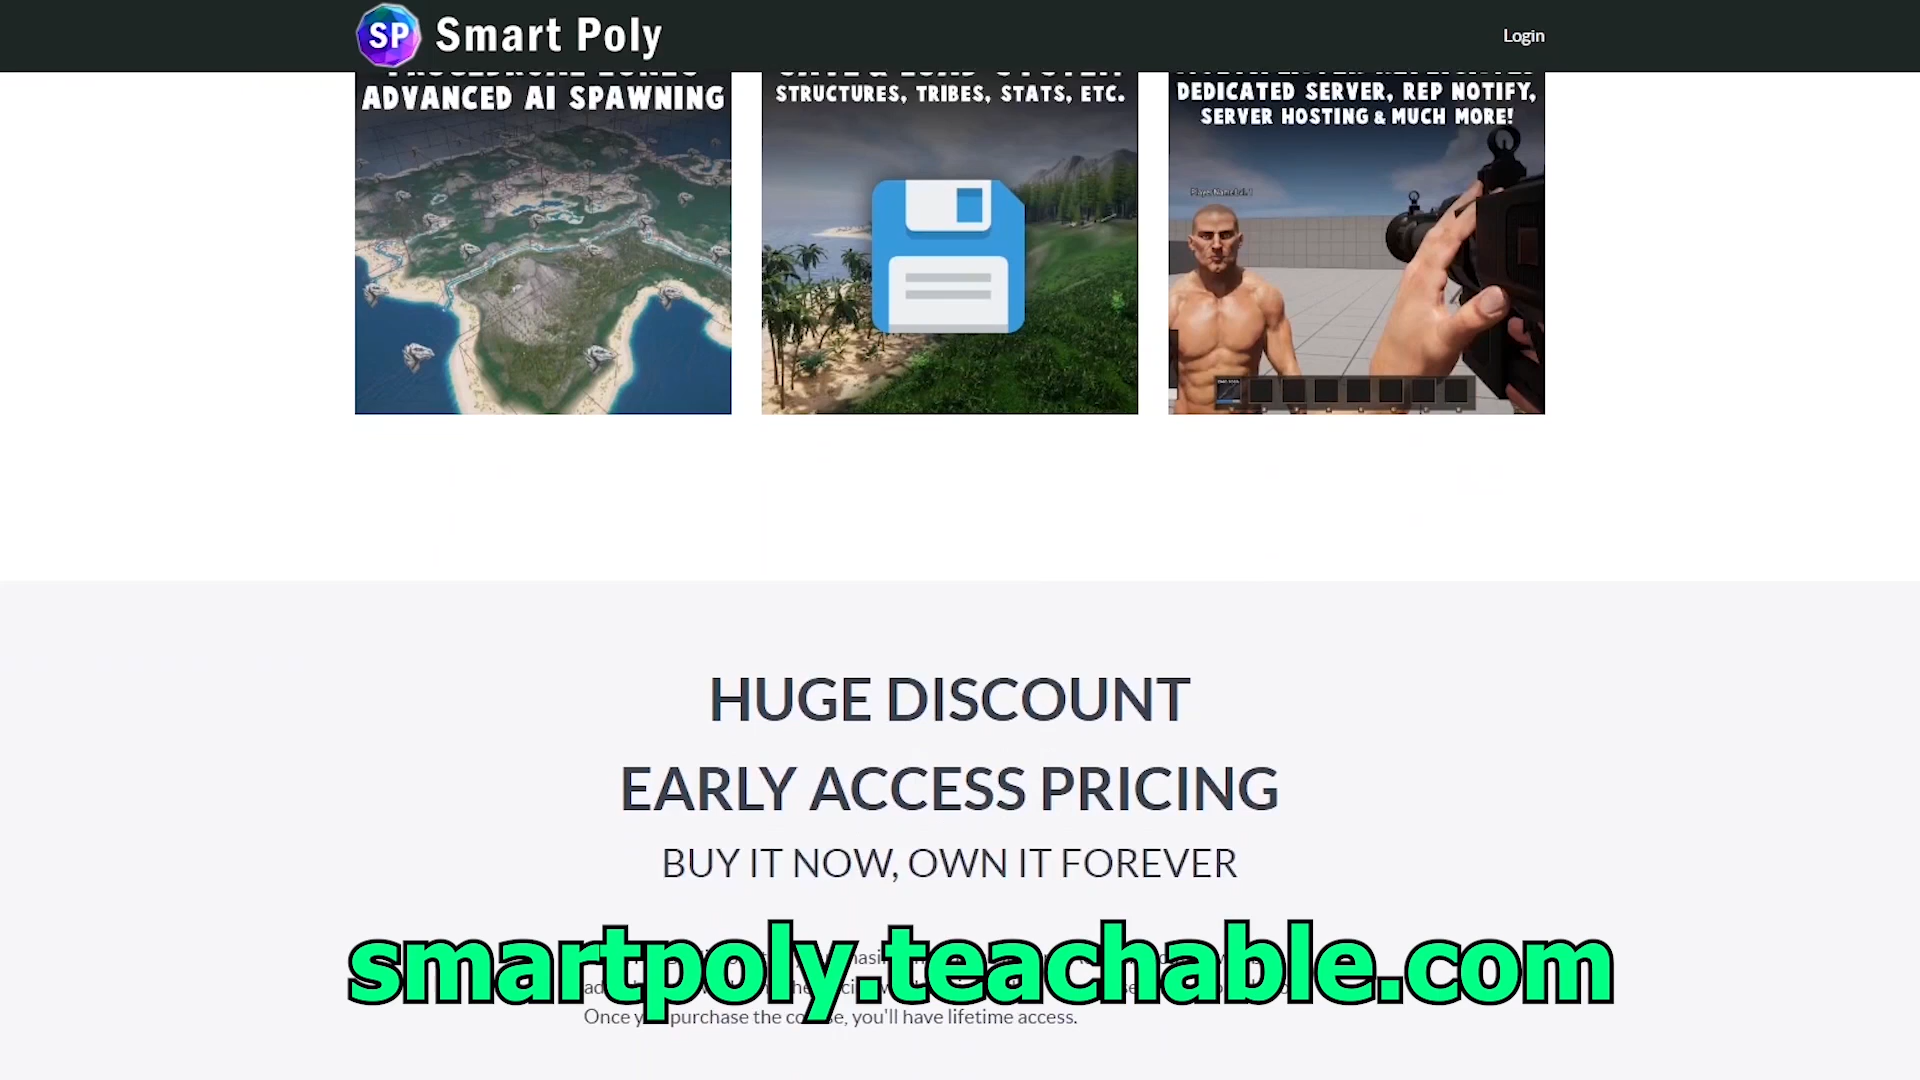 SP Smart Poly
Login
ADVANCED AI SPAWNING
STRUCTURES, TRIBES, STATS, ETC.
DEDICATED SERVER, REP NOTIFY,
SERVER HOSTING & MUCH MORE!
HUGE DISCOUNT
EARLY ACCESS PRICING
BUY IT NOW, OWN IT FOREVER
smartpoly.teachable.com
Once purchase the you'll have lifetime access.